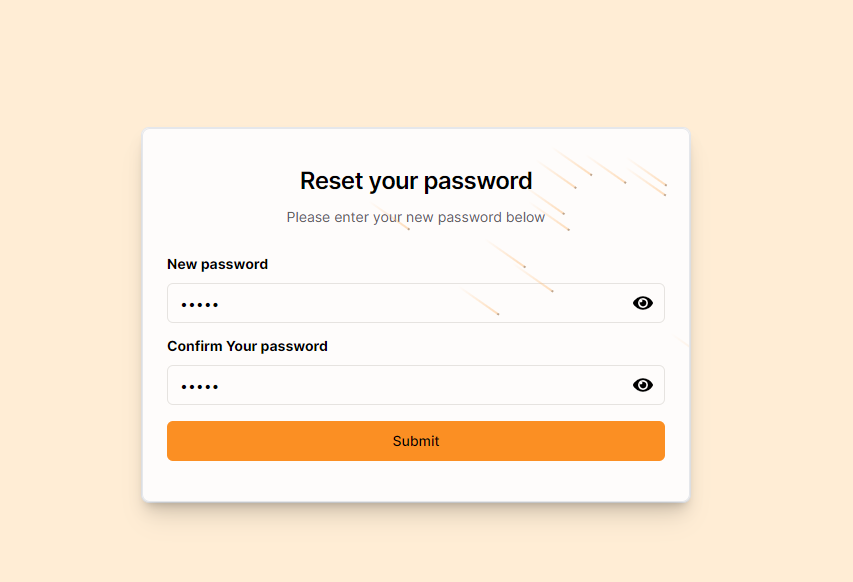 Reset your password
Please enter your new password below
New password
•••••
Confirm Your password
•••••
Submit